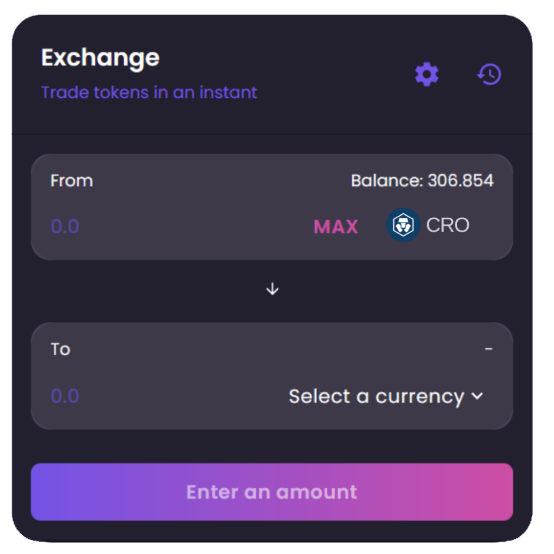 Exchange
Trade tokens in an instant
From Balance: 306.854
0.0 MAX CRO
To -
0.0 Select a currency
Enter an amount